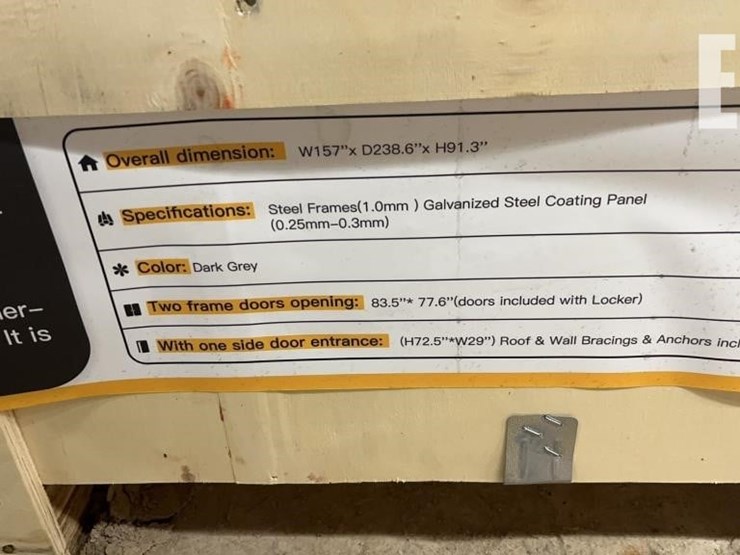 E
Overall dimension: W157"x D238.6"x H91.3"
Specifications: Steel Frames(1.0mm ) Galvanized Steel Coating Panel
(0.25mm-0.3mm)
Color: Dark Grey
Two frame doors opening: 83.5"* 77.6"(doors included with Locker)
With one side door entrance: (H72.5"*W29") Roof & Wall Bracings & Anchors incl
er-
It is